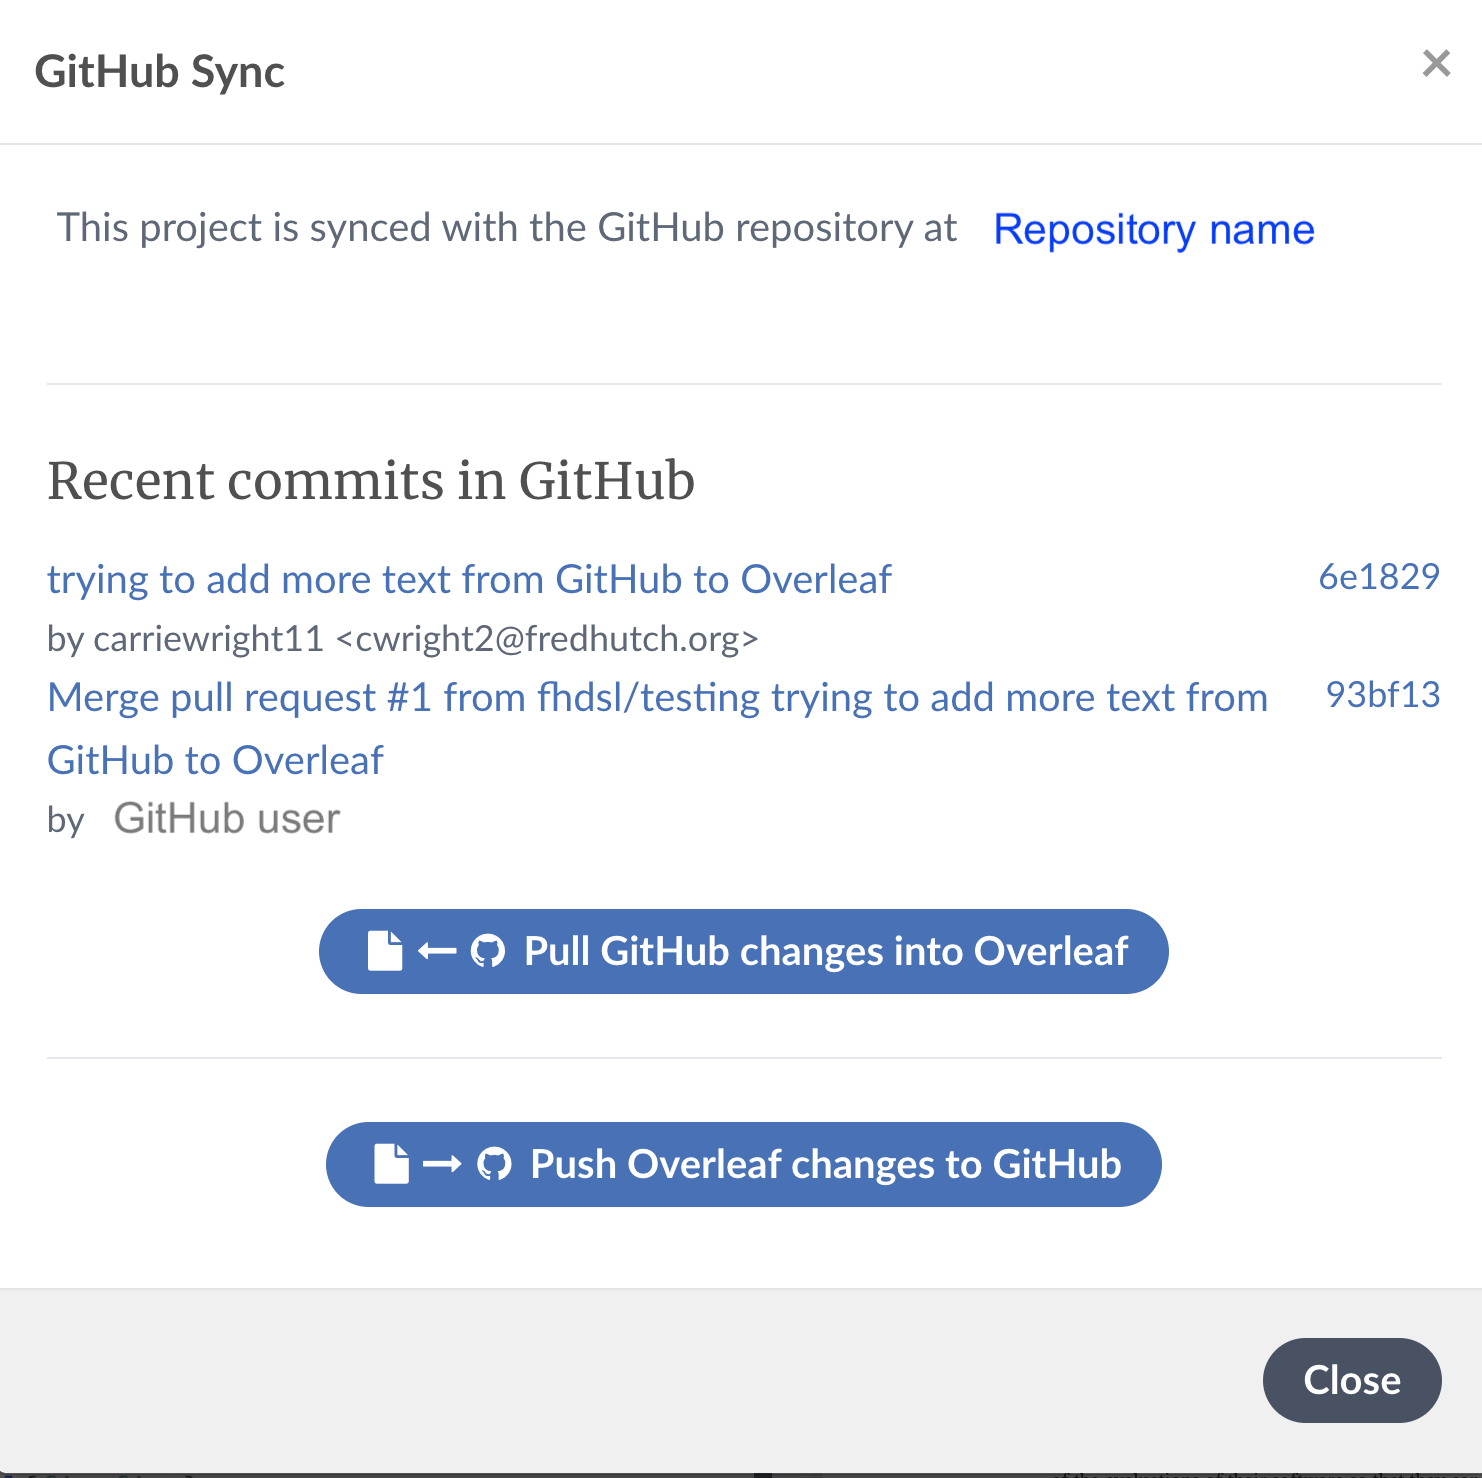 GitHub Sync
This project is synced with the GitHub repository at Repository name
Recent commits in GitHub
trying to add more text from GitHub to Overleaf 6e1829
by carriewright11 <cwright2@fredhutch.org>
Merge pull request #1 from fhdsl/testing trying to add more text from 93bf13
GitHub to Overleaf
by GitHub user
Pull GitHub changes into Overleaf
Push Overleaf changes to GitHub
Close